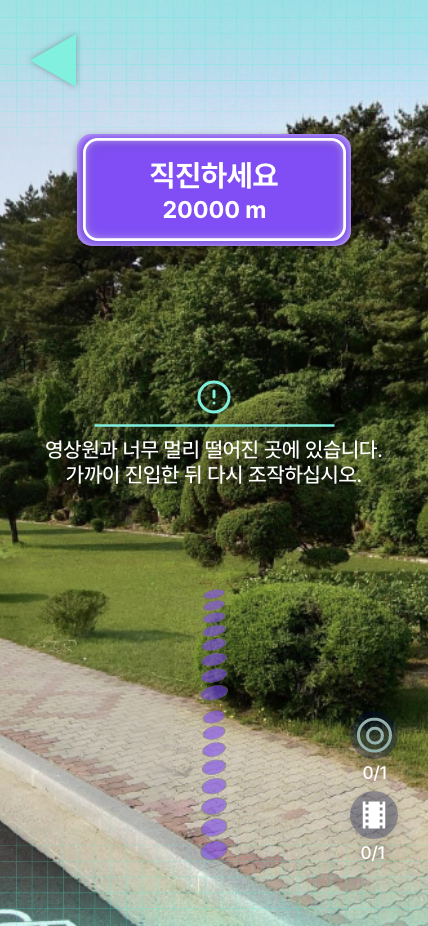 직진하세요
20000 m
영상원과 너무 멀리 떨어진 곳에 있습니다.
가까이 진입한 뒤 다시 조작하십시오.
0/1
0/1